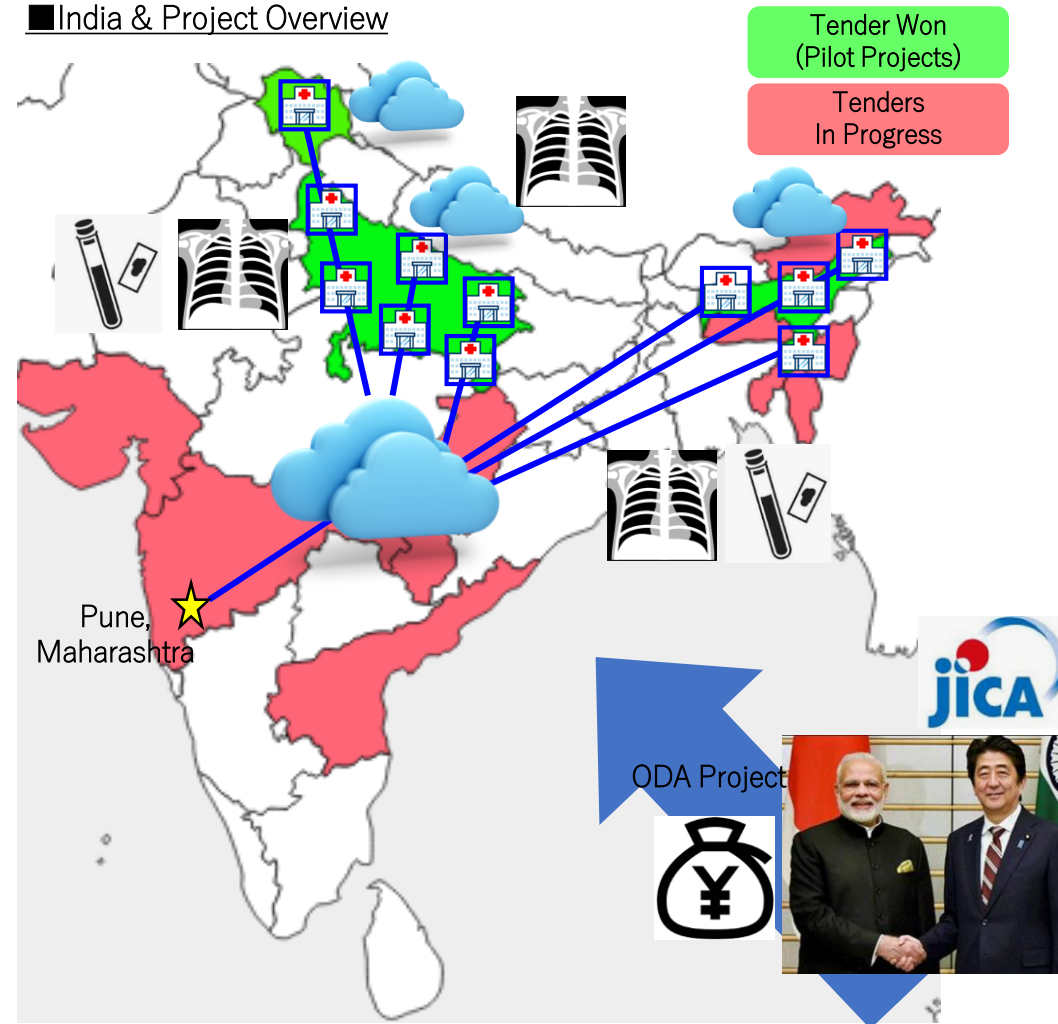 ■India & Project Overview
Tender Won
(Pilot Projects)
Tenders
In Progress
Pune,
Maharashtra
JICA
ODA Project
¥